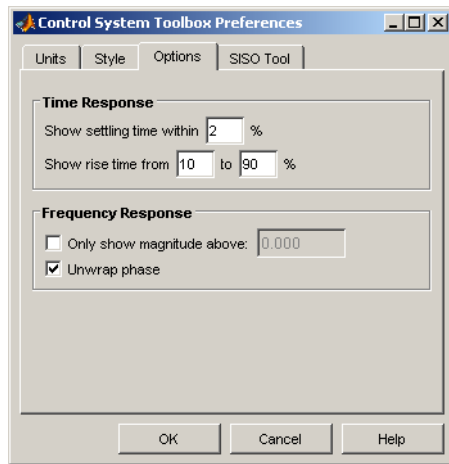 Control System Toolbox Preferences
Units Style Options SISO Tool
Time Response
Show settling time within 2 %
Show rise time from 10 to 90 %
Frequency Response
Only show magnitude above: 0.000
Unwrap phase
OK Cancel Help